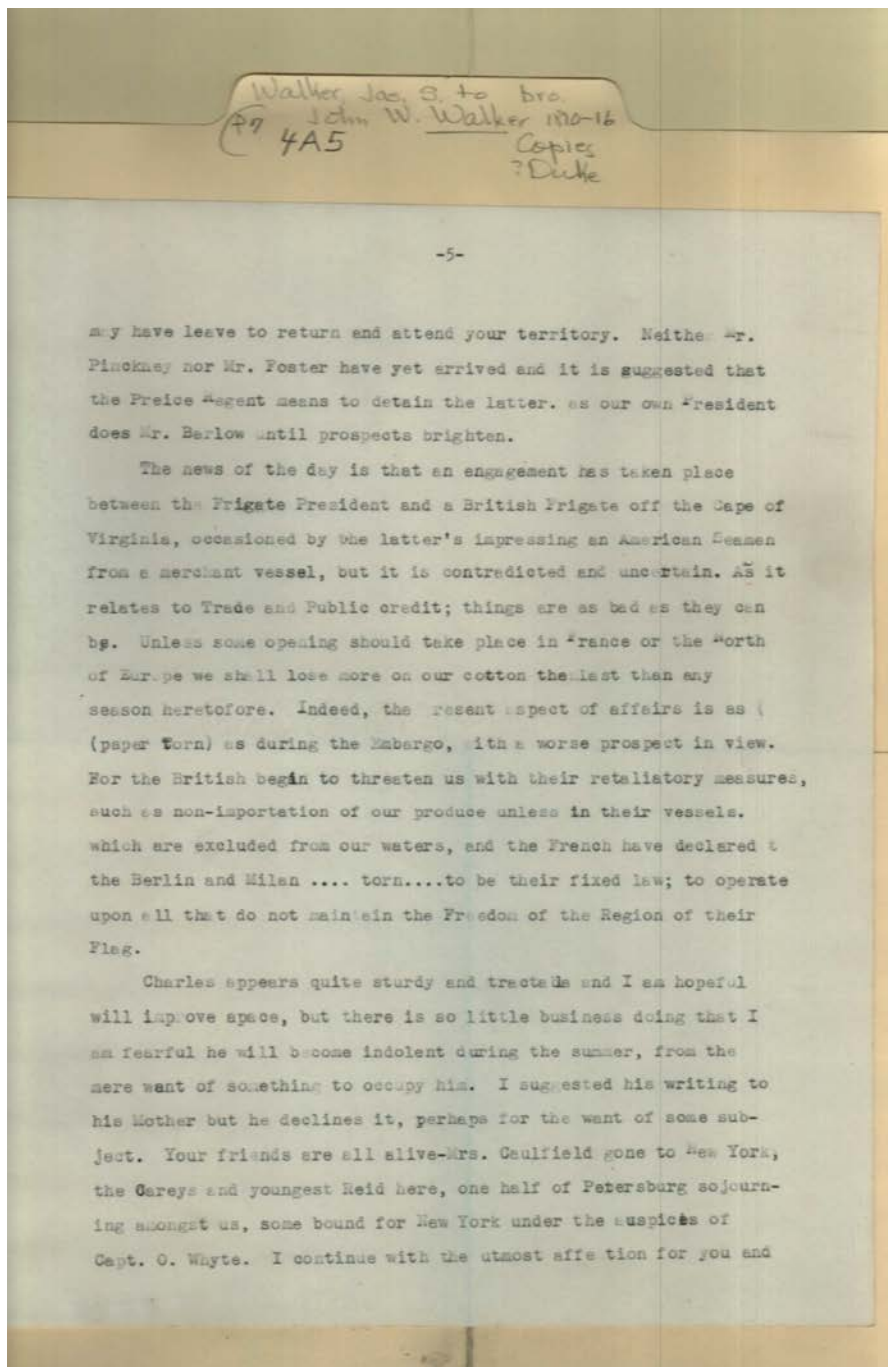 Walker, Jas. S. to bro.
John W. Walker 1810-16
4A5 Copies
?Duke
-5-
may have leave to return and attend your territory. Neithe Mr.
Pinckney nor Mr. Foster have yet arrived and it is suggested that
the Preice Regent means to detain the latter. as our own President
does Mr. Barlow until prospects brighten.
The news of the day is that an engagement has taken place
between the Frigate President and a British Frigate off the Cape of
Virginia, occasioned by the latter's impressing an American Seamen
from a merchant vessel, but it is contradicted and uncertain. As it
relates to Trade and Public credit; things are as bad as they can
be. Unless some opening should take place in France or the North
of Europe we shall lose more on our cotton the last than any
season heretofore. Indeed, the resent aspect of affairs is as (
(paper torn) as during the Embargo, with a worse prospect in view.
For the British begin to threaten us with their retaliatory measures,
such as non-importation of our produce unless in their vessels.
which are excluded from our waters, and the French have declared
the Berlin and Milan .... torn....to be their fixed law; to operate
upon all that do not maintain the Freedom of the Region of their
Flag.
Charles appears quite sturdy and tractable and I am hopeful
will improve apace, but there is so little business doing that I
am fearful he will become indolent during the summer, from the
mere want of something to occupy him. I suggested his writing to
his Mother but he declines it, perhaps for the want of some sub-
ject. Your friends are all alive-Mrs. Caulfield gone to New York,
the Careys and youngest Reid here, one half of Petersburg sojourn-
ing amongst us, some bound for New York under the auspices of
Capt. O. Whyte. I continue with the utmost affe tion for you and